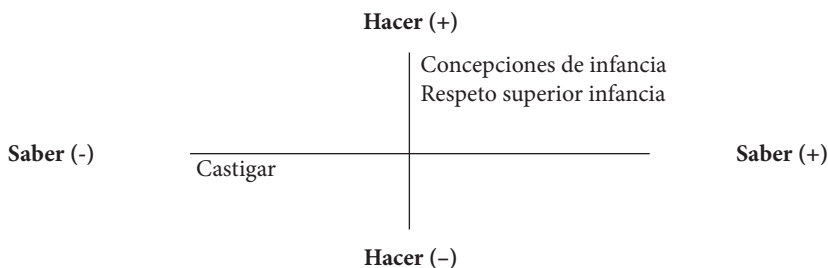 Hacer (+)
Concepciones de infancia
Respeto superior infancia
Saber (-)
Saber (+)
Castigar
Hacer (–)